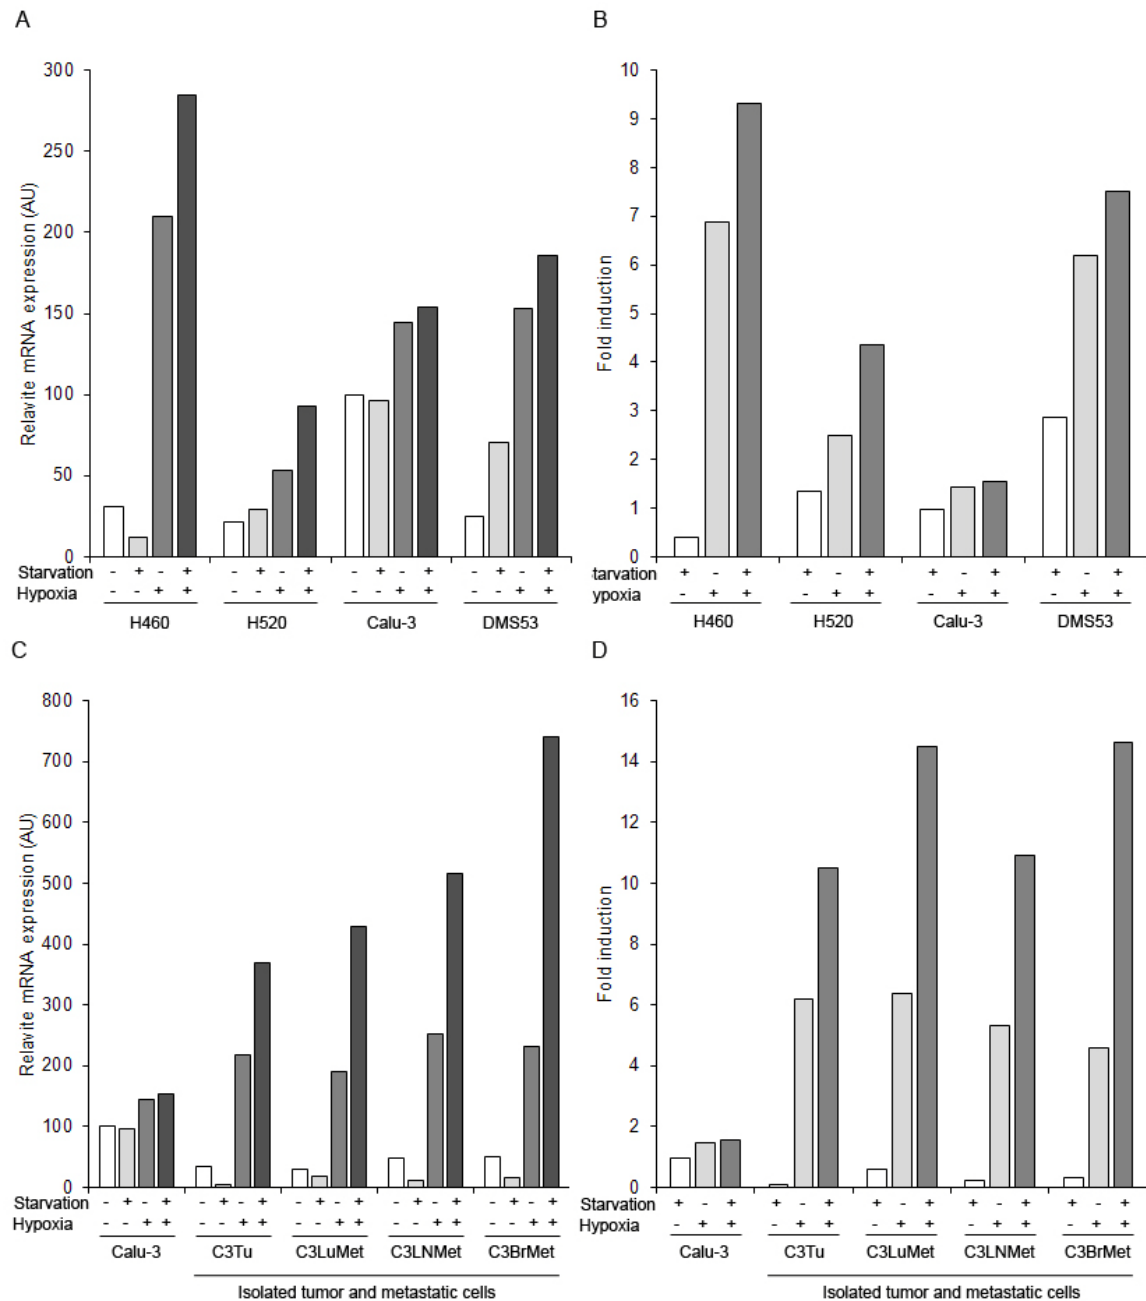 A
B
300
250
200
150
100
50
0
Relavite mRNA expression (AU)
Starvation - + - + - + - + - + - + - + - +
Hypoxia - - + + - - + + - - + + - - + +
H460 H520 Calu-3 DMS53
10
9
8
7
6
5
4
3
2
1
0
Fold induction
tarvation + - + + - + + - + + - +
ypoxia - + + - + + - + + - + +
H460 H520 Calu-3 DMS53
C
D
800
700
600
500
400
300
200
100
0
Relavite mRNA expression (AU)
Starvation - + - + - + - + - + - + - + - + - + - +
Hypoxia - - + + - - + + - - + + - - + + - - + +
Calu-3 C3Tu C3LuMet C3LNMet C3BrMet
Isolated tumor and metastatic cells
16
14
12
10
8
6
4
2
0
Fold induction
Starvation + - + + - + + - + + - + + - +
Hypoxia - + + - + + - + + - + + - + +
Calu-3 C3Tu C3LuMet C3LNMet C3BrMet
Isolated tumor and metastatic cells